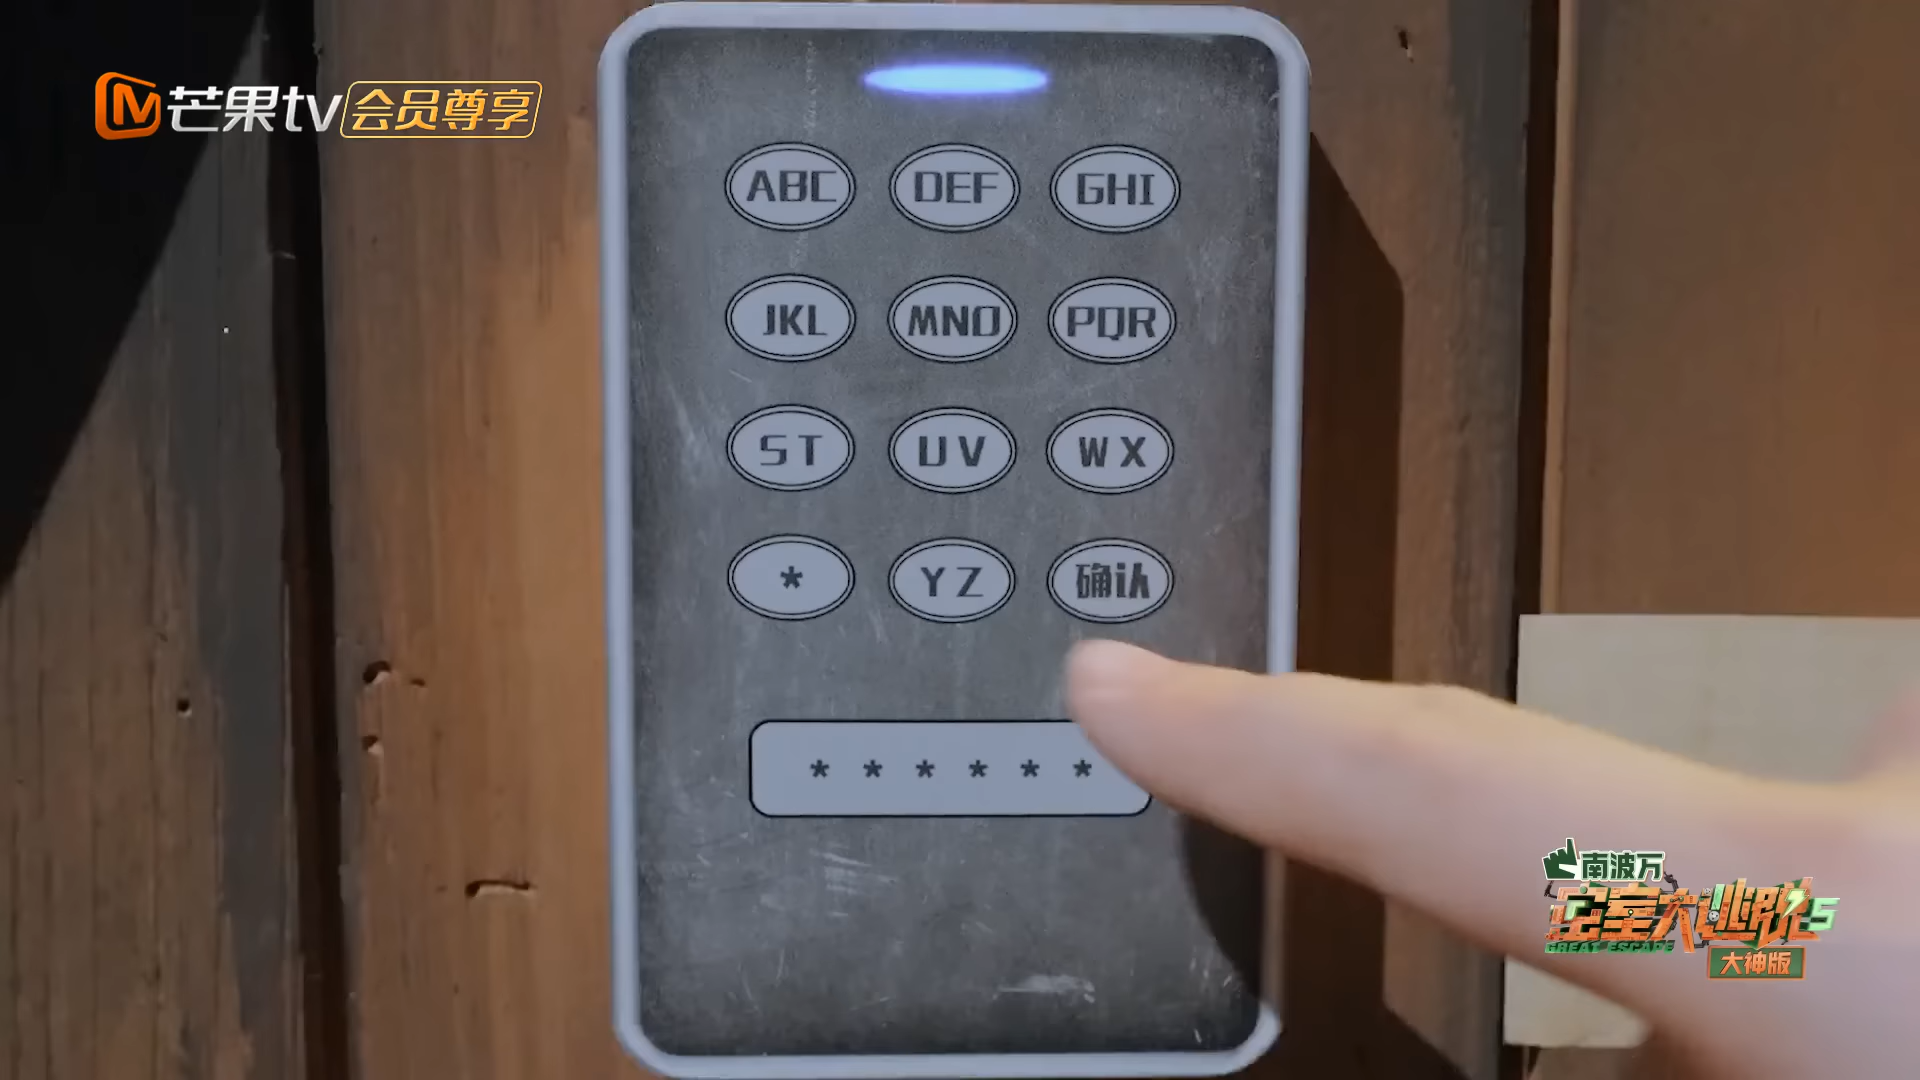 芒果tv会员尊享
ABC DEF GHI
JKL MNO PQR
ST UV WX
* YZ 确认
* * * * * *
南波万
密室大逃脱5
GREAT ESCAPE
大神版